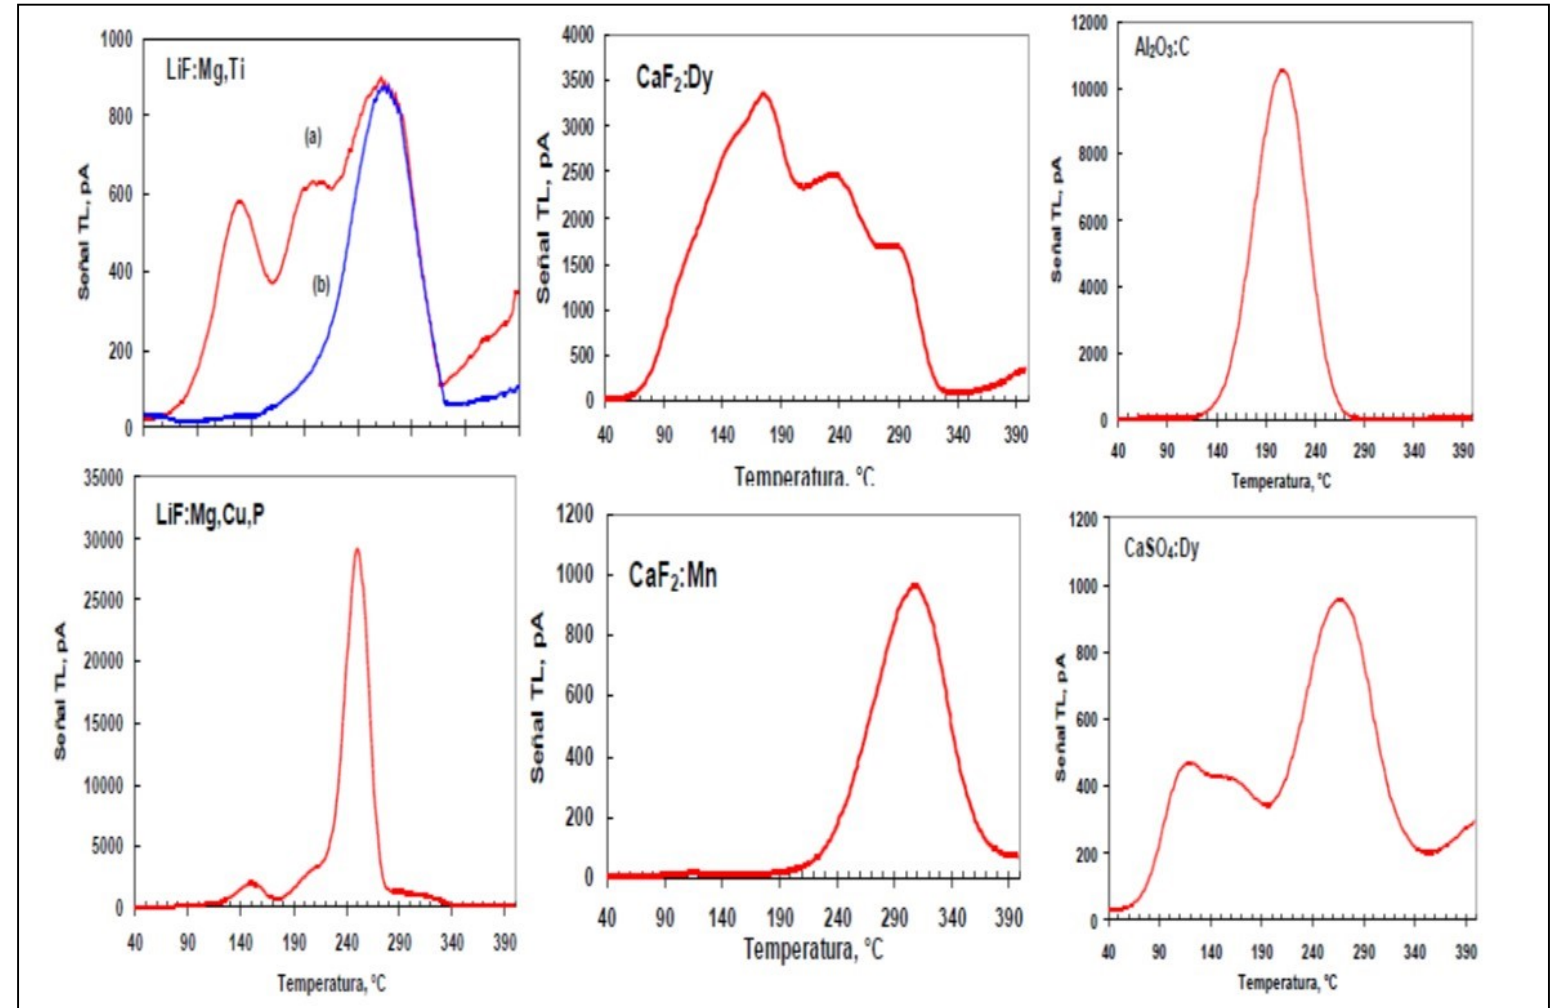 LiF:Mg,Ti
Señal TL, pA
1000
800
600
400
200
0
(a)
(b)
CaF₂:Dy
Señal TL, pA
4000
3500
3000
2500
2000
1500
1000
500
0
40 90 140 190 240 290 340 390
Temperatura, °C
Al₂O₃:C
Señal TL, pA
12000
10000
8000
6000
4000
2000
0
40 90 140 190 240 290 340 390
Temperatura, °C
LiF:Mg,Cu,P
Señal TL, pA
35000
30000
25000
20000
15000
10000
5000
0
40 90 140 190 240 290 340 390
Temperatura, °C
CaF₂:Mn
Señal TL, pA
1200
1000
800
600
400
200
0
40 90 140 190 240 290 340 390
Temperatura, °C
CaSO₄:Dy
Señal TL, pA
1200
1000
800
600
400
200
0
40 90 140 190 240 290 340 390
Temperatura, °C